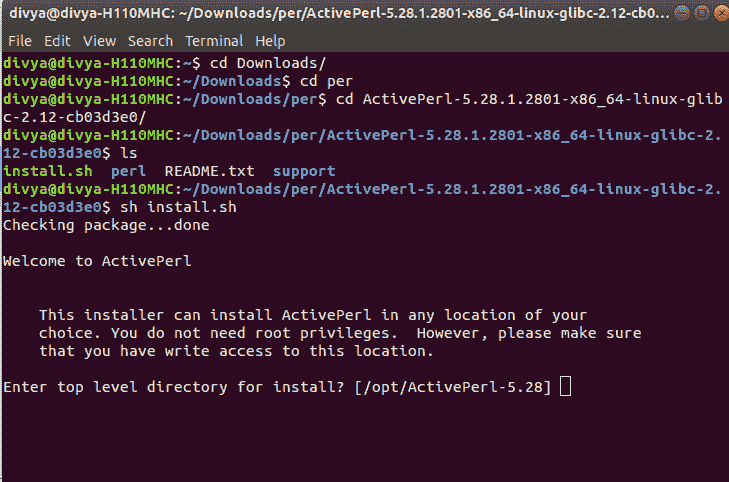 divya@divya-H110MHC: ~/Downloads/per/ActivePerl-5.28.1.2801-x86_64-linux-glibc-2.12-cb0...
File Edit View Search Terminal Help
divya@divya-H110MHC:~$ cd Downloads/
divya@divya-H110MHC:~/Downloads$ cd per
divya@divya-H110MHC:~/Downloads/per$ cd ActivePerl-5.28.1.2801-x86_64-linux-glib
c-2.12-cb03d3e0/
divya@divya-H110MHC:~/Downloads/per/ActivePerl-5.28.1.2801-x86_64-linux-glibc-2.
12-cb03d3e0$ ls
install.sh perl README.txt support
divya@divya-H110MHC:~/Downloads/per/ActivePerl-5.28.1.2801-x86_64-linux-glibc-2.
12-cb03d3e0$ sh install.sh
Checking package...done
Welcome to ActivePerl
This installer can install ActivePerl in any location of your
choice. You do not need root privileges. However, please make sure
that you have write access to this location.
Enter top level directory for install? [/opt/ActivePerl-5.28]